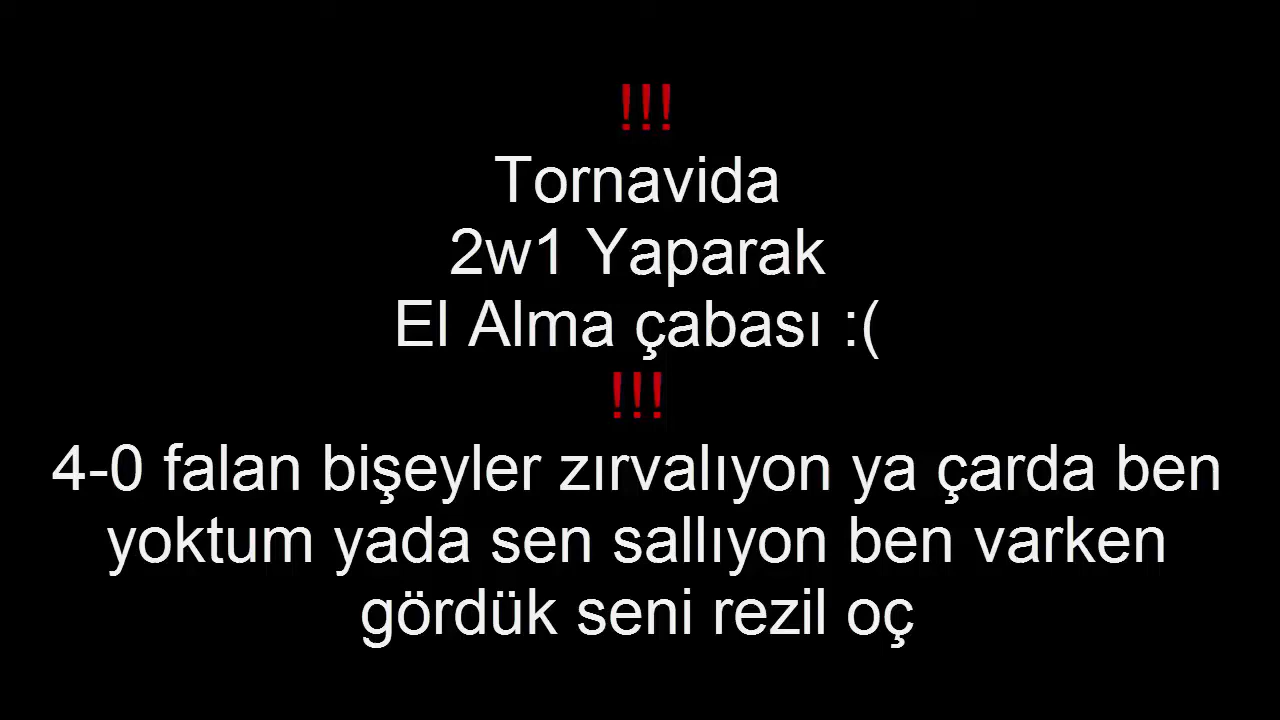 !!!
Tornavida
2w1 Yaparak
El Alma çabası :(
!!!
4-0 falan bişeyler zırvalıyon ya çarda ben
yoktum yada sen sallıyon ben varken
gördük seni rezil oç